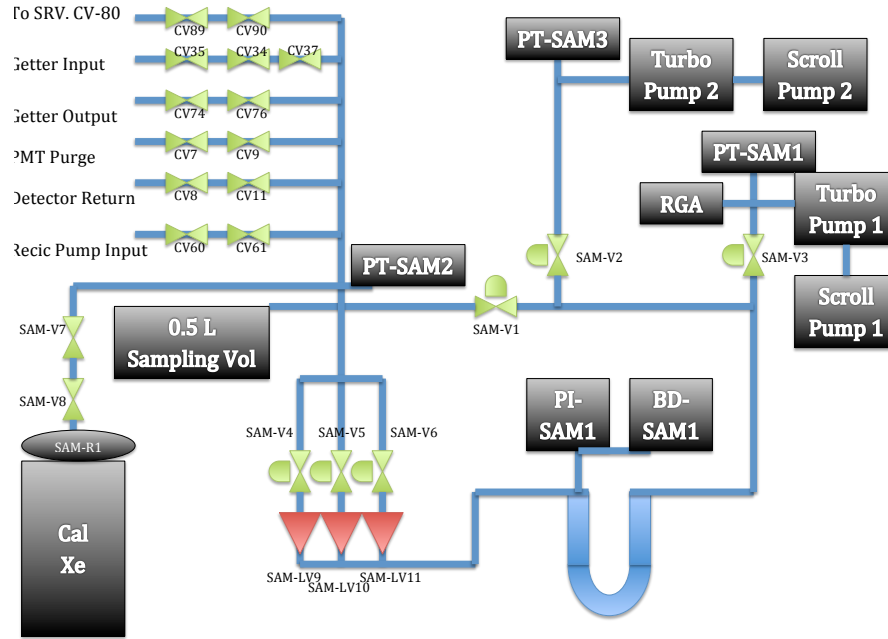 To SRV. CV-80
CV89
CV90
Getter Input
CV35
CV34
CV37
Getter Output
CV74
CV76
PMT Purge
CV7
CV9
Detector Return
CV8
CV11
Recic Pump Input
CV60
CV61
PT-SAM3
Turbo
Pump 2
Scroll
Pump 2
PT-SAM1
RGA
Turbo
Pump 1
Scroll
Pump 1
SAM-V2
SAM-V3
PT-SAM2
SAM-V1
0.5 L
Sampling Vol
SAM-V7
SAM-V8
SAM-R1
Cal
Xe
SAM-V4
SAM-V5
SAM-V6
SAM-LV9
SAM-LV10
SAM-LV11
PI-
SAM1
BD-
SAM1